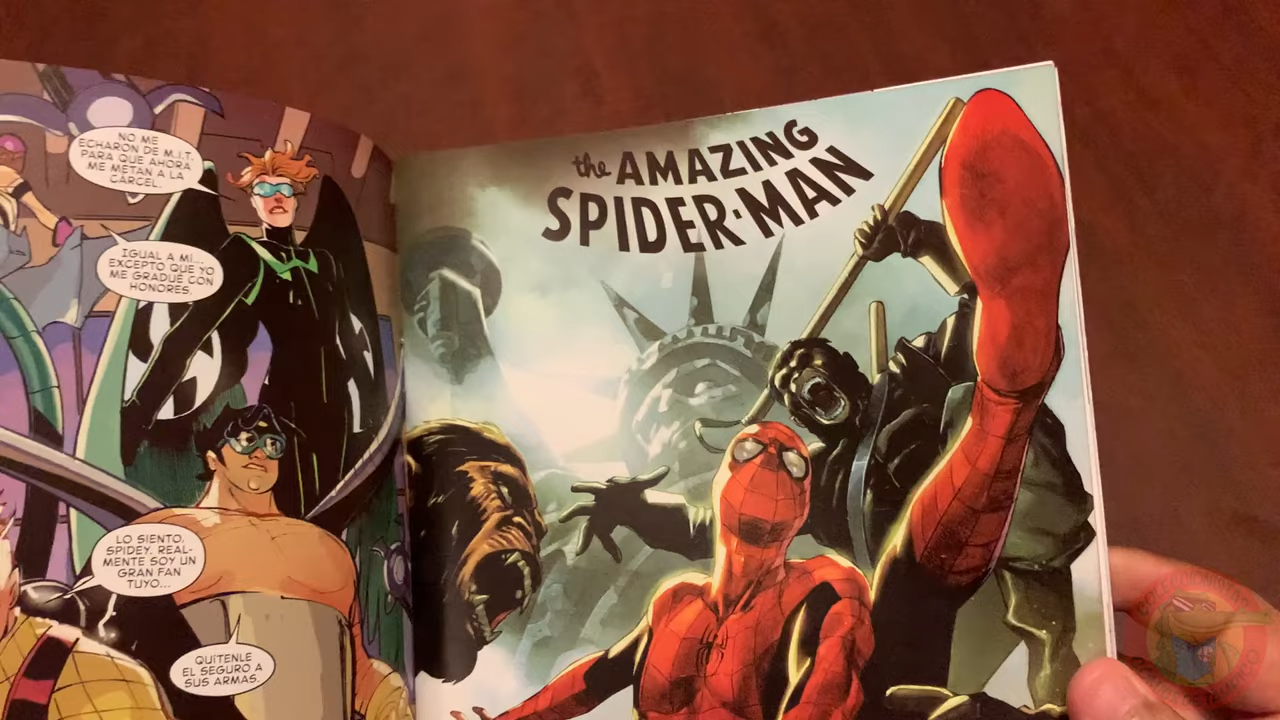 NO ME
ECHARON DE M.I.T.
PARA QUE AHORA
ME METAN A LA
CÁRCEL.
IGUAL A MÍ...
EXCEPTO QUE YO
ME GRADUÉ CON
HONORES.
LO SIENTO,
SPIDEY. REAL-
MENTE SOY UN
GRAN FAN
TUYO...
QUÍTENLE
EL SEGURO A
SUS ARMAS.
the AMAZING
SPIDER-MAN